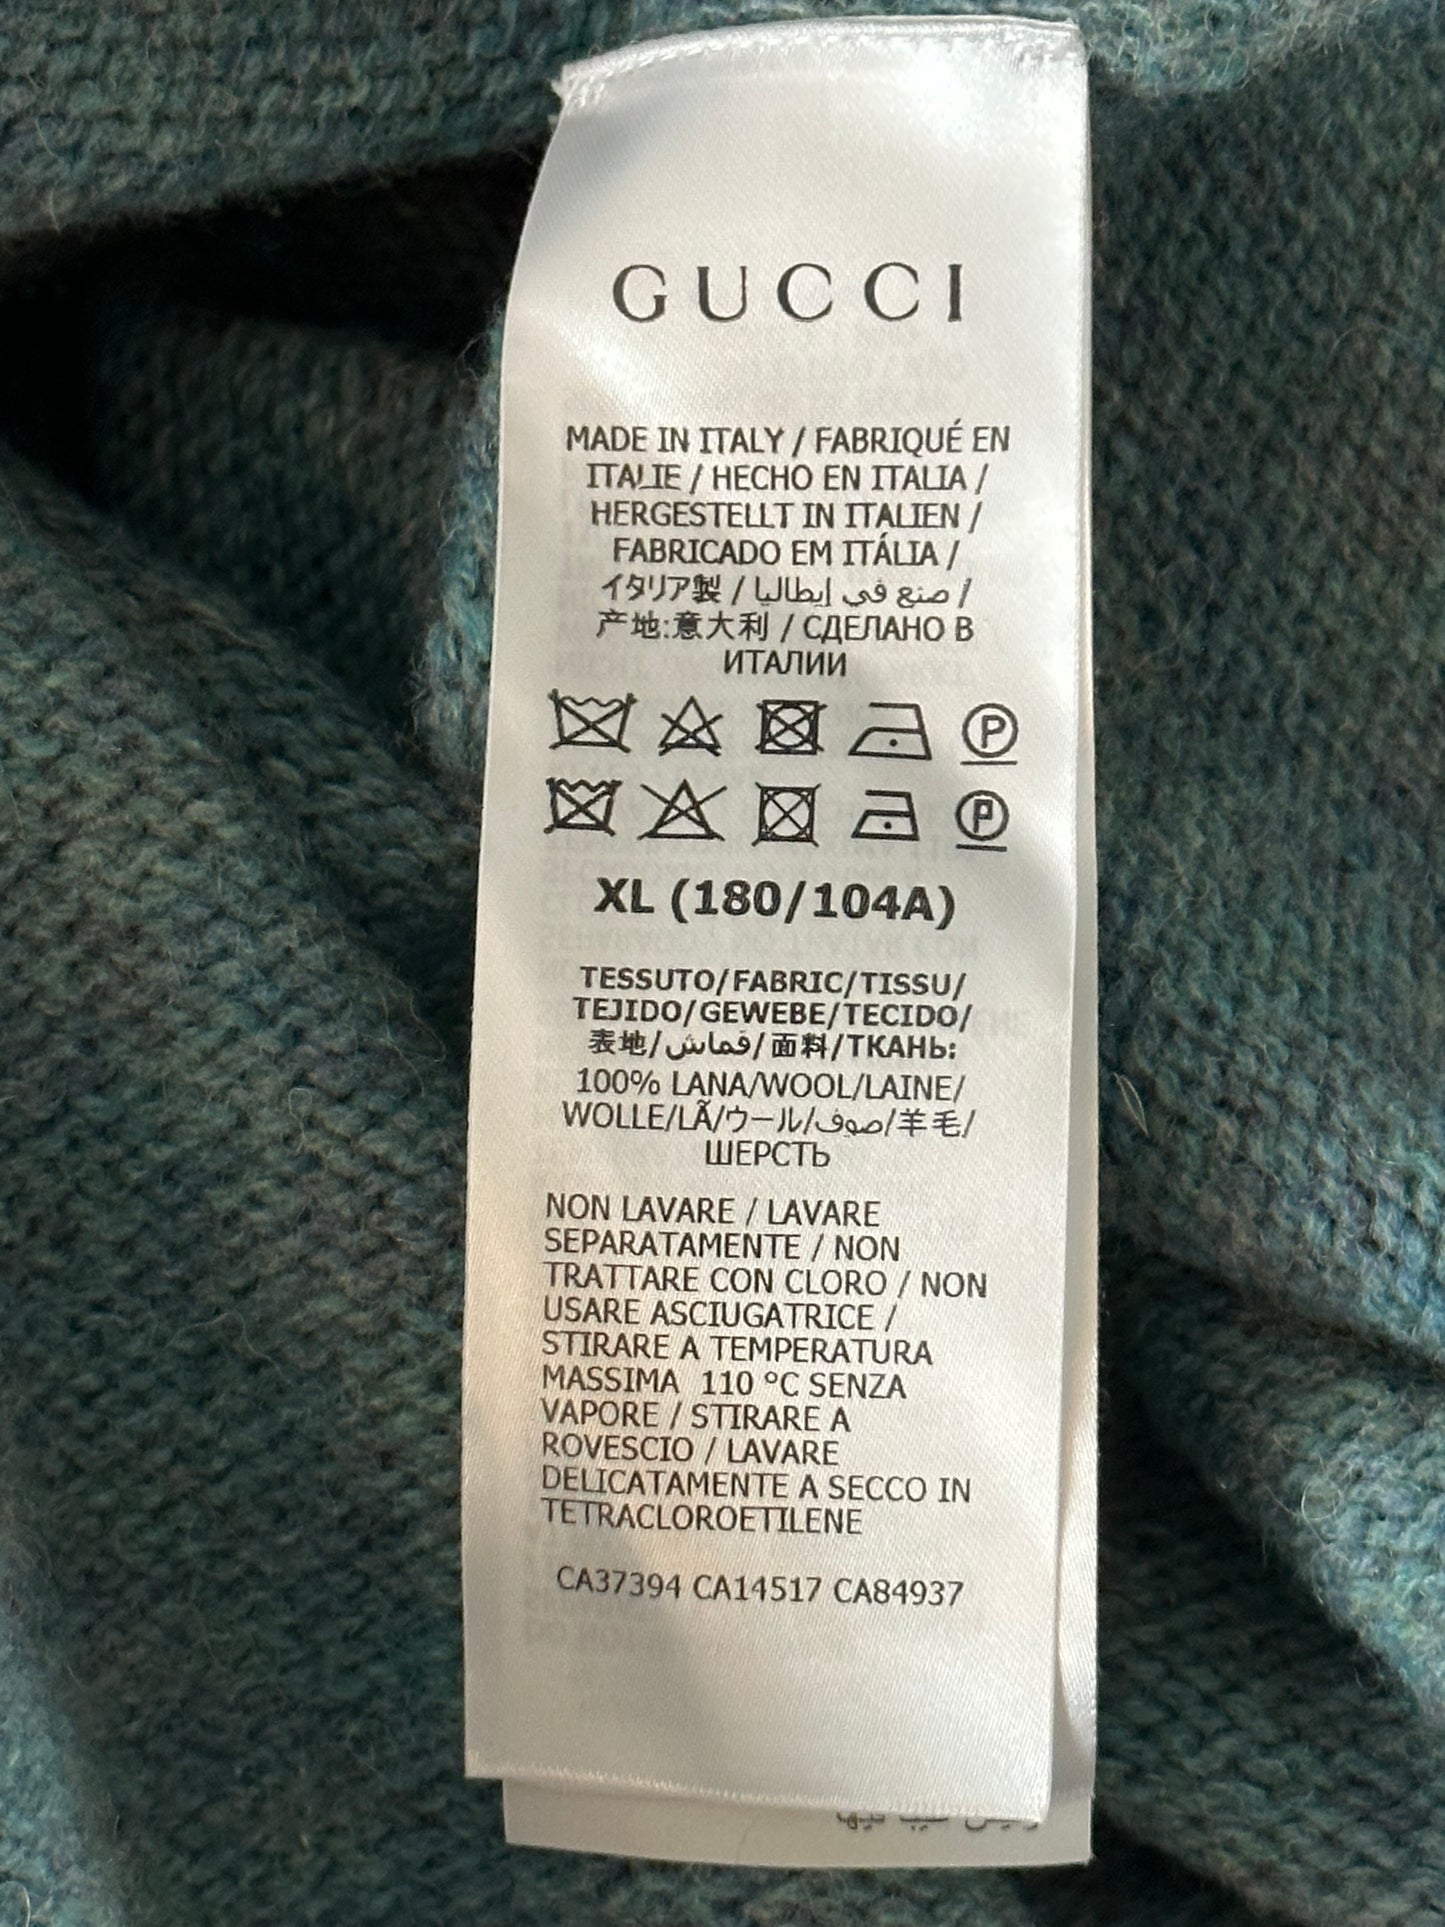 GUCCI
MADE IN ITALY / FABRIQUÉ EN
ITALIE / HECHO EN ITALIA /
HERGESTELLT IN ITALIEN /
FABRICADO EM ITÁLIA /
イタリア製 / صنع في إيطاليا /
产地:意大利 / СДЕЛАНО В
ИТАЛИИ
P
P
XL (180/104A)
TESSUTO/FABRIC/TISSU/
TEJIDO/GEWEBE/TECIDO/
表地/قماش/面料/ТКАНЬ:
100% LANA/WOOL/LAINE/
WOLLE/LÃ/ウール/صوف/羊毛/
ШЕРСТЬ
NON LAVARE / LAVARE
SEPARATAMENTE / NON
TRATTARE CON CLORO / NON
USARE ASCIUGATRICE /
STIRARE A TEMPERATURA
MASSIMA 110 °C SENZA
VAPORE / STIRARE A
ROVESCIO / LAVARE
DELICATAMENTE A SECCO IN
TETRACLOROETILENE
CA37394 CA14517 CA84937